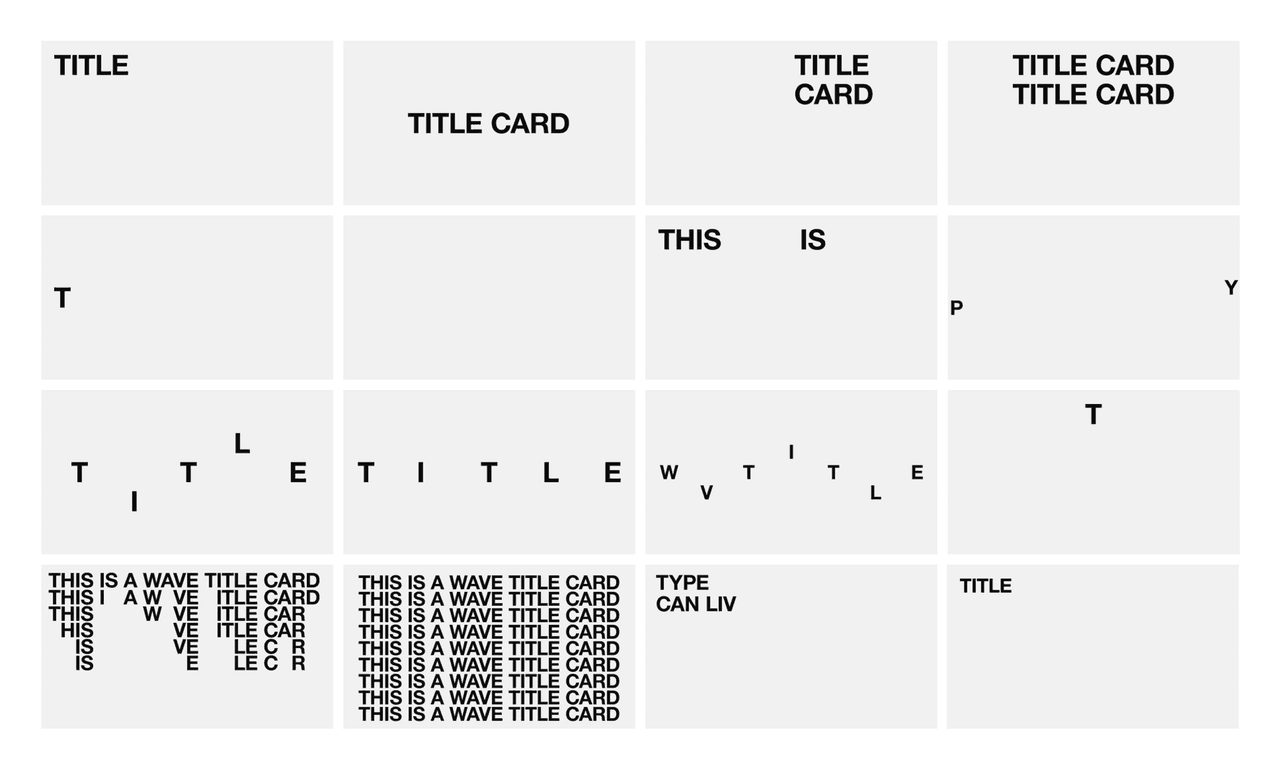 TITLE
TITLE CARD
TITLE
CARD
TITLE CARD
TITLE CARD
T
THIS IS
Y
P
L
T T E
I
T I T L E
I
W T T E
V L
T
THIS IS A WAVE TITLE CARD
THIS I A W VE ITLE CARD
THIS W VE ITLE CAR
HIS VE ITLE CAR
IS VE LE C R
IS E LE C R
THIS IS A WAVE TITLE CARD
THIS IS A WAVE TITLE CARD
THIS IS A WAVE TITLE CARD
THIS IS A WAVE TITLE CARD
THIS IS A WAVE TITLE CARD
THIS IS A WAVE TITLE CARD
THIS IS A WAVE TITLE CARD
THIS IS A WAVE TITLE CARD
THIS IS A WAVE TITLE CARD
TYPE
CAN LIV
TITLE